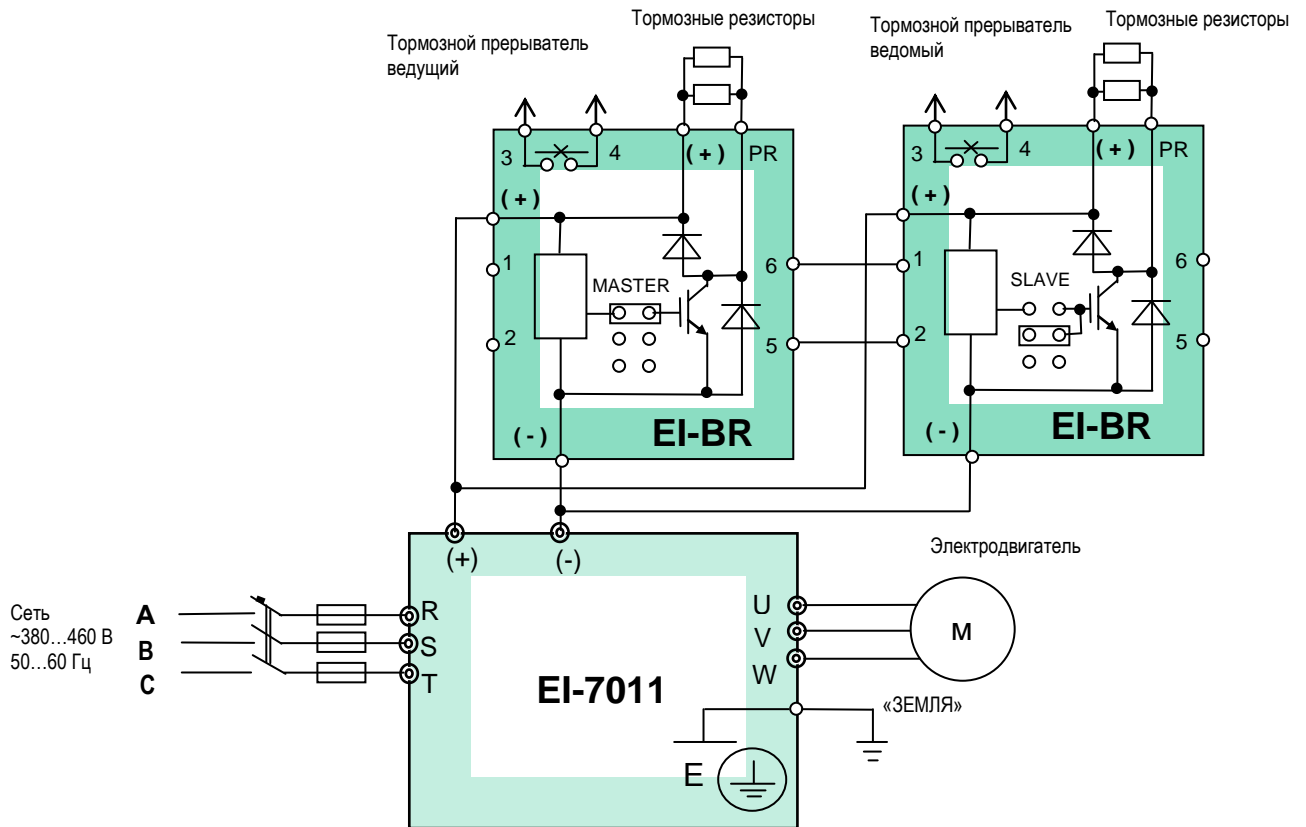 Тормозной прерыватель
ведущий
Тормозные резисторы
Тормозной прерыватель
ведомый
Тормозные резисторы
3
4
(+)
PR
(+)
1
2
MASTER
6
5
(-)
EI-BR
3
4
(+)
PR
(+)
1
2
SLAVE
6
5
(-)
EI-BR
(+)
(-)
Сеть
~380...460 В
50...60 Гц
A
B
C
R
S
T
EI-7011
U
V
W
E
Электродвигатель
M
«ЗЕМЛЯ»